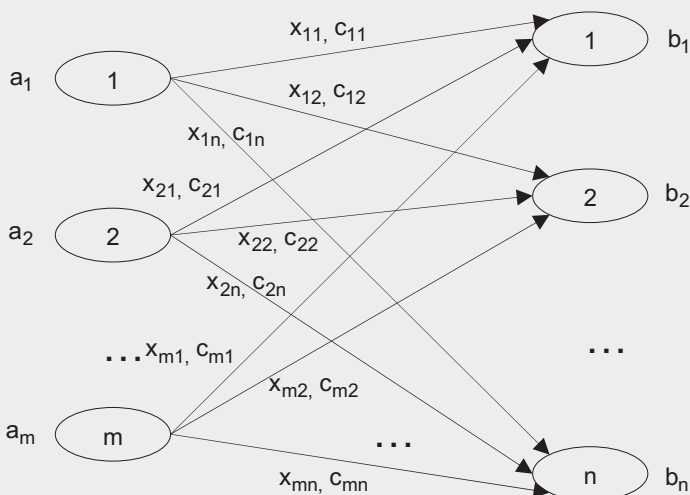 x₁₁, c₁₁
a₁ 1 1 b₁
x₁₂, c₁₂
x₁ₙ, c₁ₙ
x₂₁, c₂₁
a₂ 2 2 b₂
x₂₂, c₂₂
x₂ₙ, c₂ₙ
... xₘ₁, cₘ₁ ...
xₘ₂, cₘ₂
aₘ m ...
xₘₙ, cₘₙ n bₙ